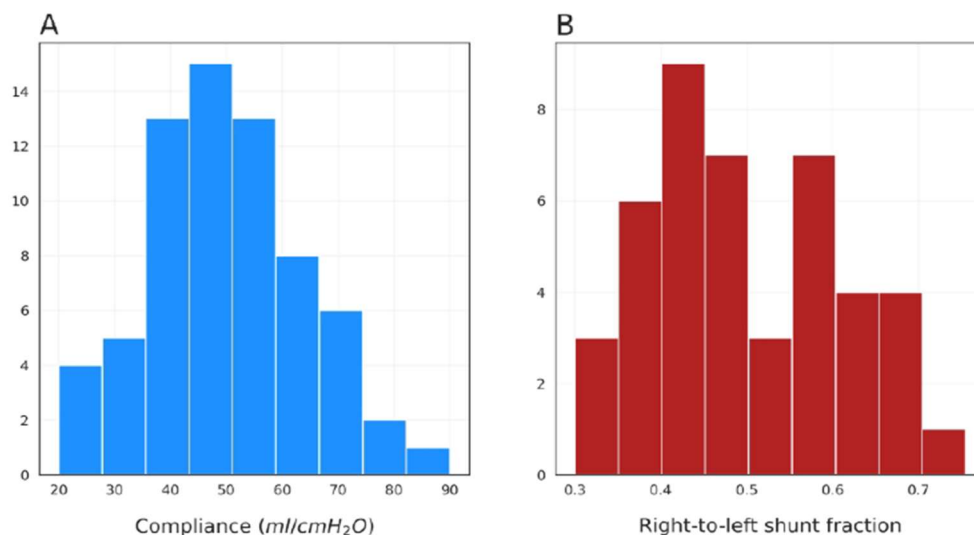 A
14
12
10
8
6
4
2
0
20 30 40 50 60 70 80 90
Compliance (ml/cmH₂O)
B
8
6
4
2
0
0.3 0.4 0.5 0.6 0.7
Right-to-left shunt fraction